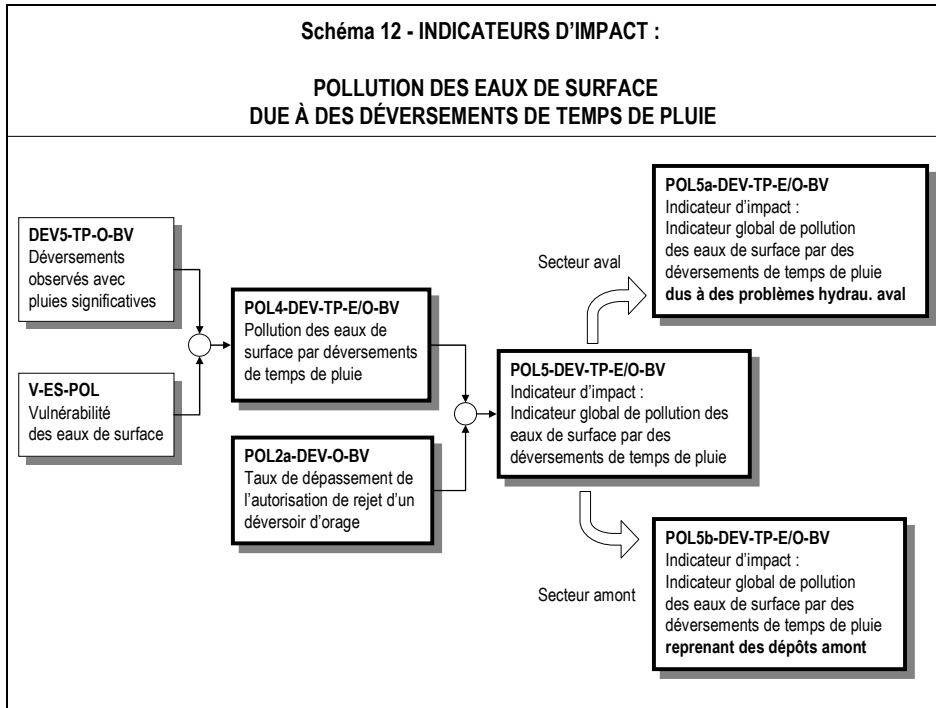 Schéma 12 - INDICATEURS D’IMPACT :
POLLUTION DES EAUX DE SURFACE
DUE À DES DÉVERSEMENTS DE TEMPS DE PLUIE
DEV5-TP-O-BV
Déversements
observés avec
pluies significatives
V-ES-POL
Vulnérabilité
des eaux de surface
POL4-DEV-TP-E/O-BV
Pollution des eaux de
surface par déversements
de temps de pluie
POL2a-DEV-O-BV
Taux de dépassement de
l’autorisation de rejet d’un
déversoir d’orage
POL5-DEV-TP-E/O-BV
Indicateur d’impact :
Indicateur global de pollution des
eaux de surface par des
déversements de temps de pluie
Secteur aval
POL5a-DEV-TP-E/O-BV
Indicateur d’impact :
Indicateur global de pollution
des eaux de surface par des
déversements de temps de pluie
dus à des problèmes hydrau. aval
Secteur amont
POL5b-DEV-TP-E/O-BV
Indicateur d’impact :
Indicateur global de pollution
des eaux de surface par des
déversements de temps de pluie
reprenant des dépôts amont